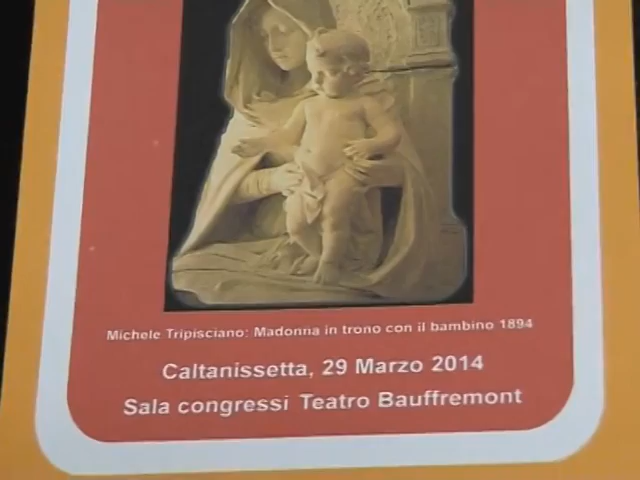 Michele Tripisciano: Madonna in trono con il bambino 1894
Caltanissetta, 29 Marzo 2014
Sala congressi Teatro Bauffremont